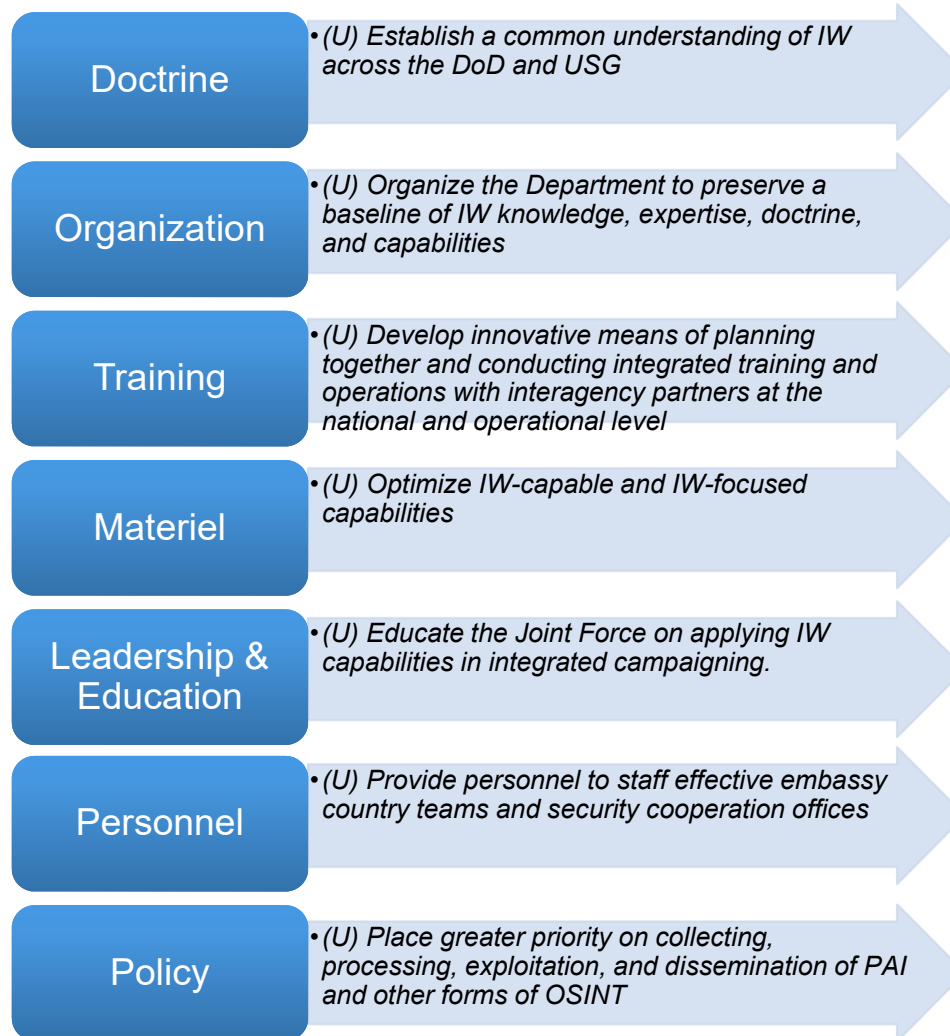 Doctrine
• (U) Establish a common understanding of IW
across the DoD and USG
Organization
• (U) Organize the Department to preserve a
baseline of IW knowledge, expertise, doctrine,
and capabilities
Training
• (U) Develop innovative means of planning
together and conducting integrated training and
operations with interagency partners at the
national and operational level
Materiel
• (U) Optimize IW-capable and IW-focused
capabilities
Leadership &
Education
• (U) Educate the Joint Force on applying IW
capabilities in integrated campaigning.
Personnel
• (U) Provide personnel to staff effective embassy
country teams and security cooperation offices
Policy
• (U) Place greater priority on collecting,
processing, exploitation, and dissemination of PAI
and other forms of OSINT